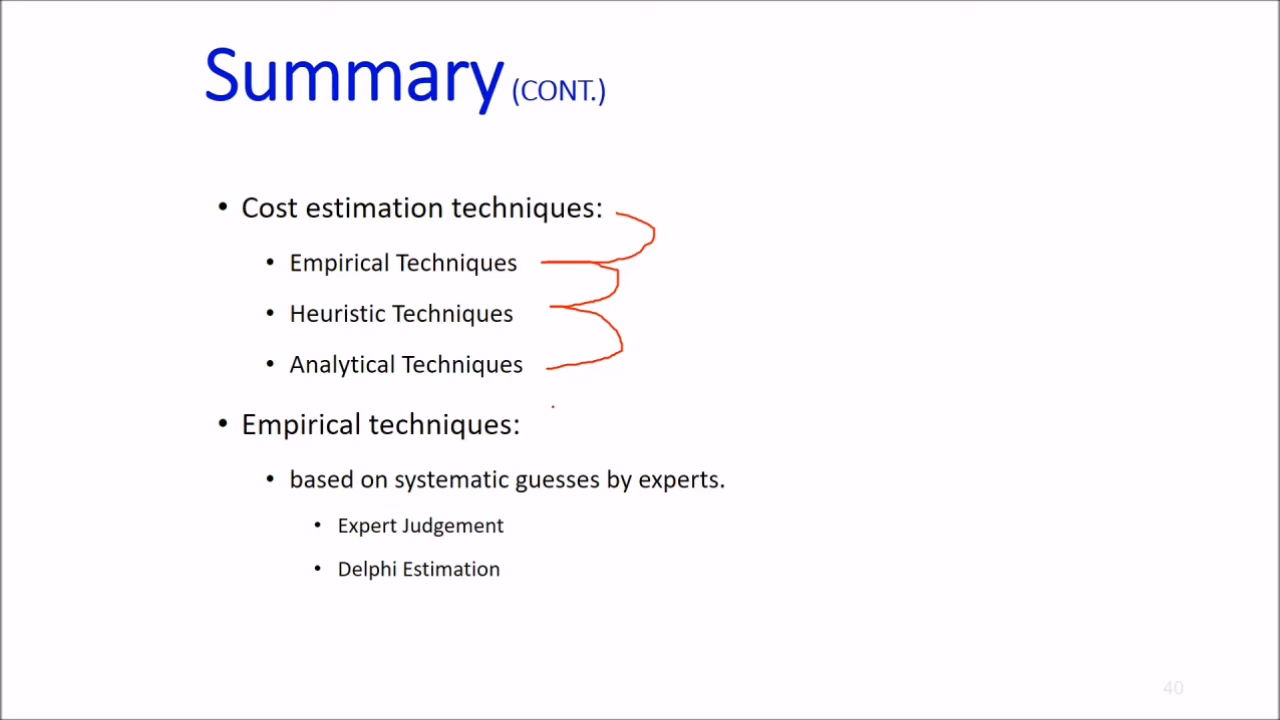 Summary (CONT.)
• Cost estimation techniques:
• Empirical Techniques
• Heuristic Techniques
• Analytical Techniques
• Empirical techniques:
• based on systematic guesses by experts.
• Expert Judgement
• Delphi Estimation
40